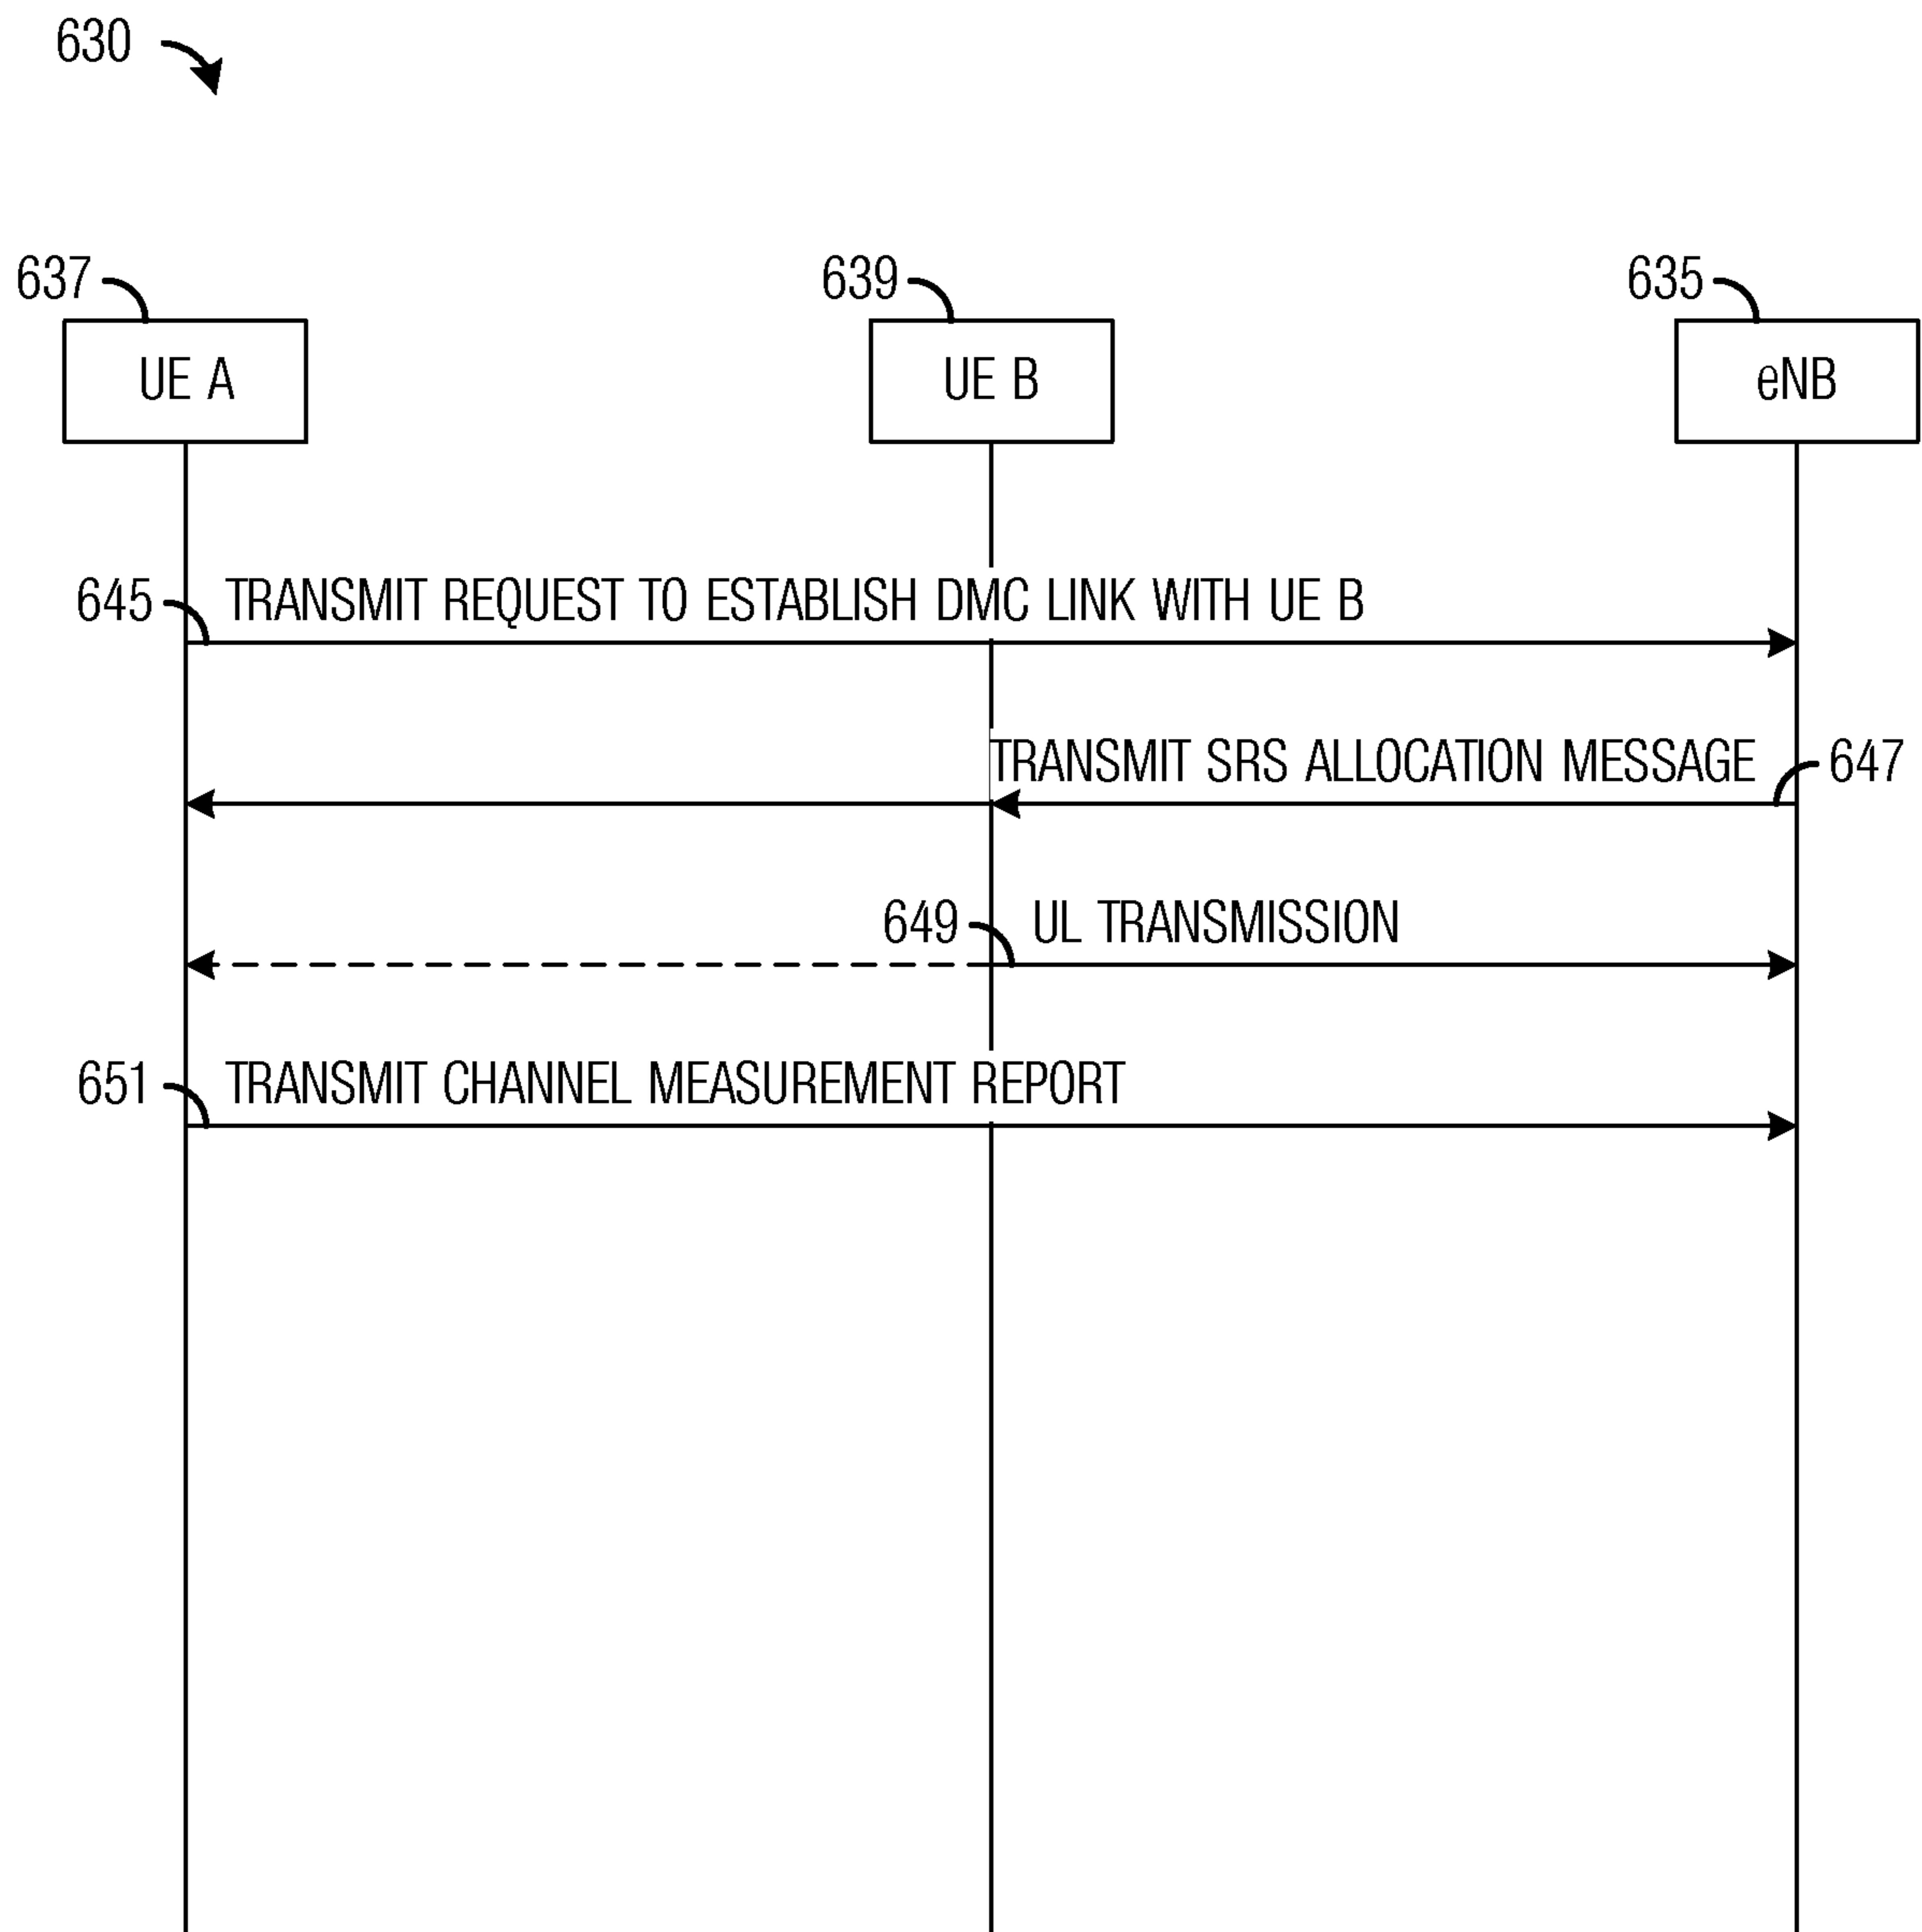 630
637
639
635
UE A
UE B
eNB
645
TRANSMIT REQUEST TO ESTABLISH DMC LINK WITH UE B
TRANSMIT SRS ALLOCATION MESSAGE
647
649
UL TRANSMISSION
651
TRANSMIT CHANNEL MEASUREMENT REPORT